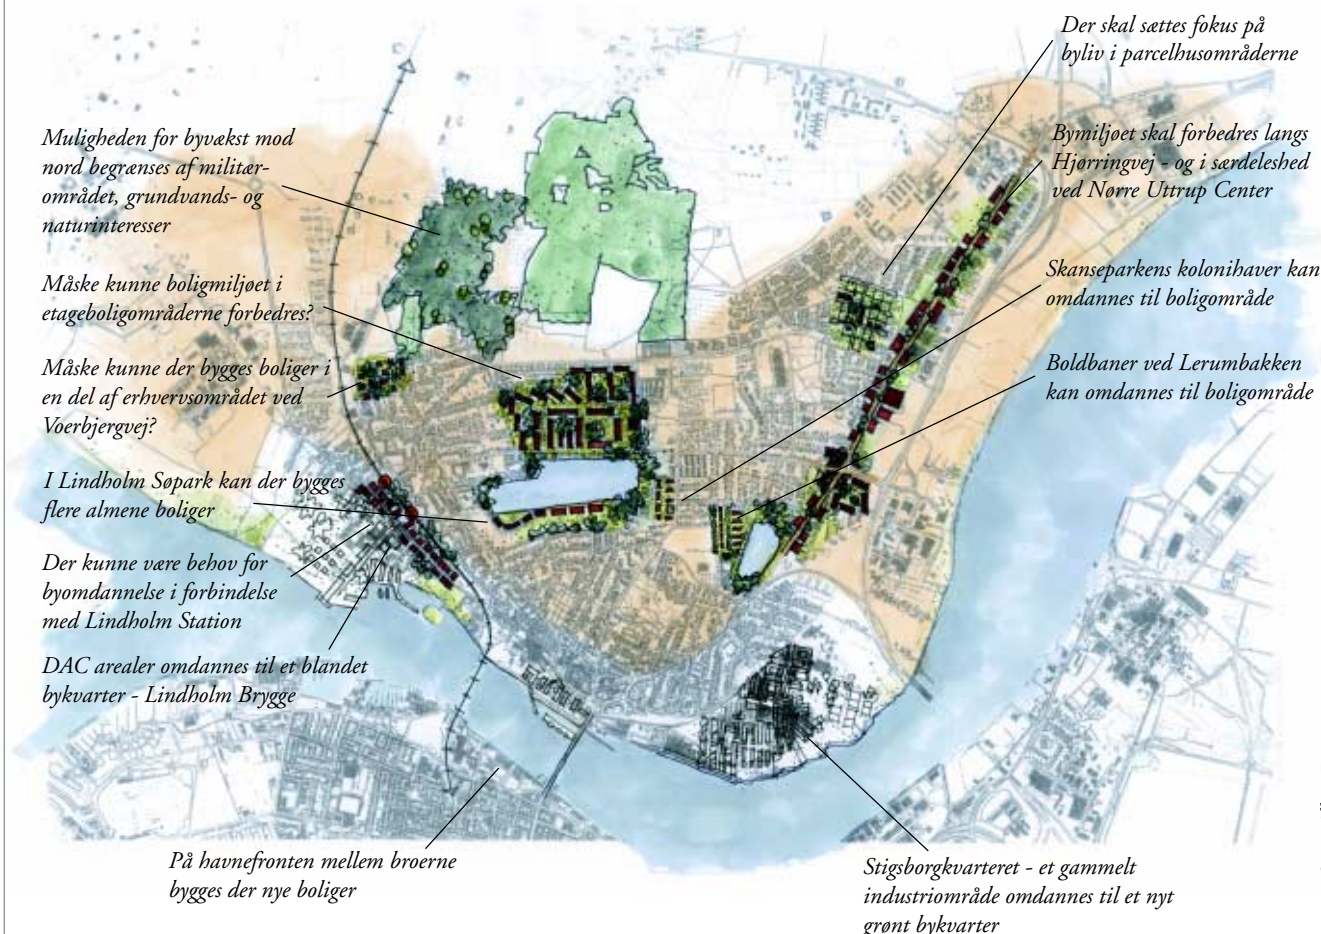 Der skal sættes fokus på
byliv i parcelhusområderne
Muligheden for byvækst mod
nord begrænses af militær-
området, grundvands- og
naturinteresser
Bymiljøet skal forbedres langs
Hjørringvej - og i særdeleshed
ved Nørre Uttrup Center
Måske kunne boligmiljøet i
etageboligområderne forbedres?
Skanseparkens kolonihaver kan
omdannes til boligområde
Måske kunne der bygges boliger i
en del af erhvervsområdet ved
Voerbjergvej?
Boldbaner ved Lerumbakken
kan omdannes til boligområde
I Lindholm Søpark kan der bygges
flere almene boliger
Der kunne være behov for
byomdannelse i forbindelse
med Lindholm Station
DAC arealer omdannes til et blandet
bykvarter - Lindholm Brygge
På havnefronten mellem broerne
bygges der nye boliger
Stigsborgkvarteret - et gammelt
industriområde omdannes til et nyt
grønt bykvarter